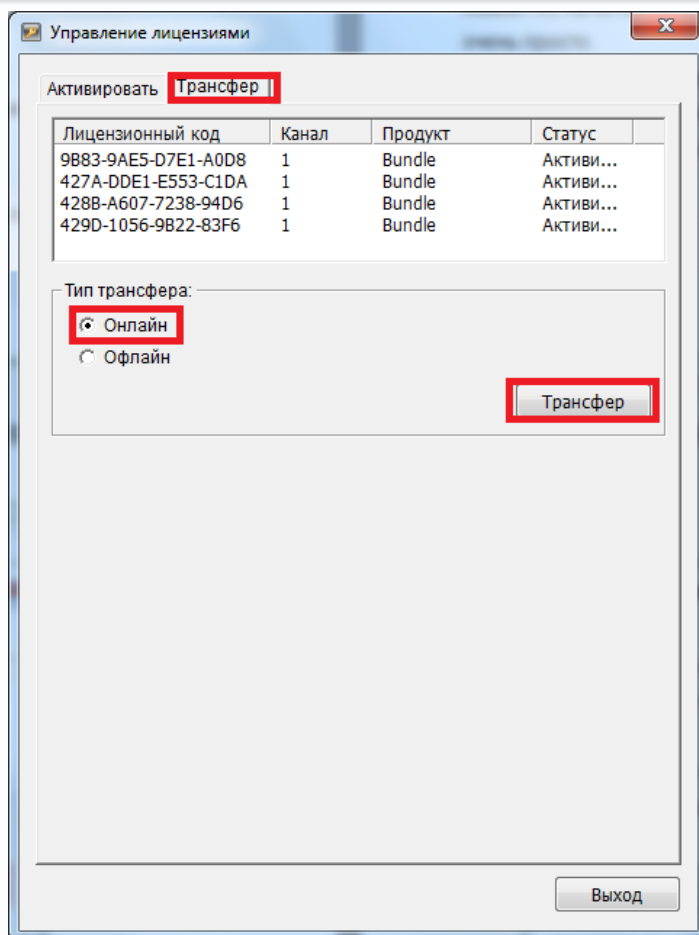 Управление лицензиями
Активировать Трансфер
Лицензионный код Канал Продукт Статус
9B83-9AE5-D7E1-A0D8 1 Bundle Активи...
427A-DDE1-E553-C1DA 1 Bundle Активи...
428B-A607-7238-94D6 1 Bundle Активи...
429D-1056-9B22-83F6 1 Bundle Активи...
Тип трансфера:
Онлайн
Офлайн
Трансфер
Выход